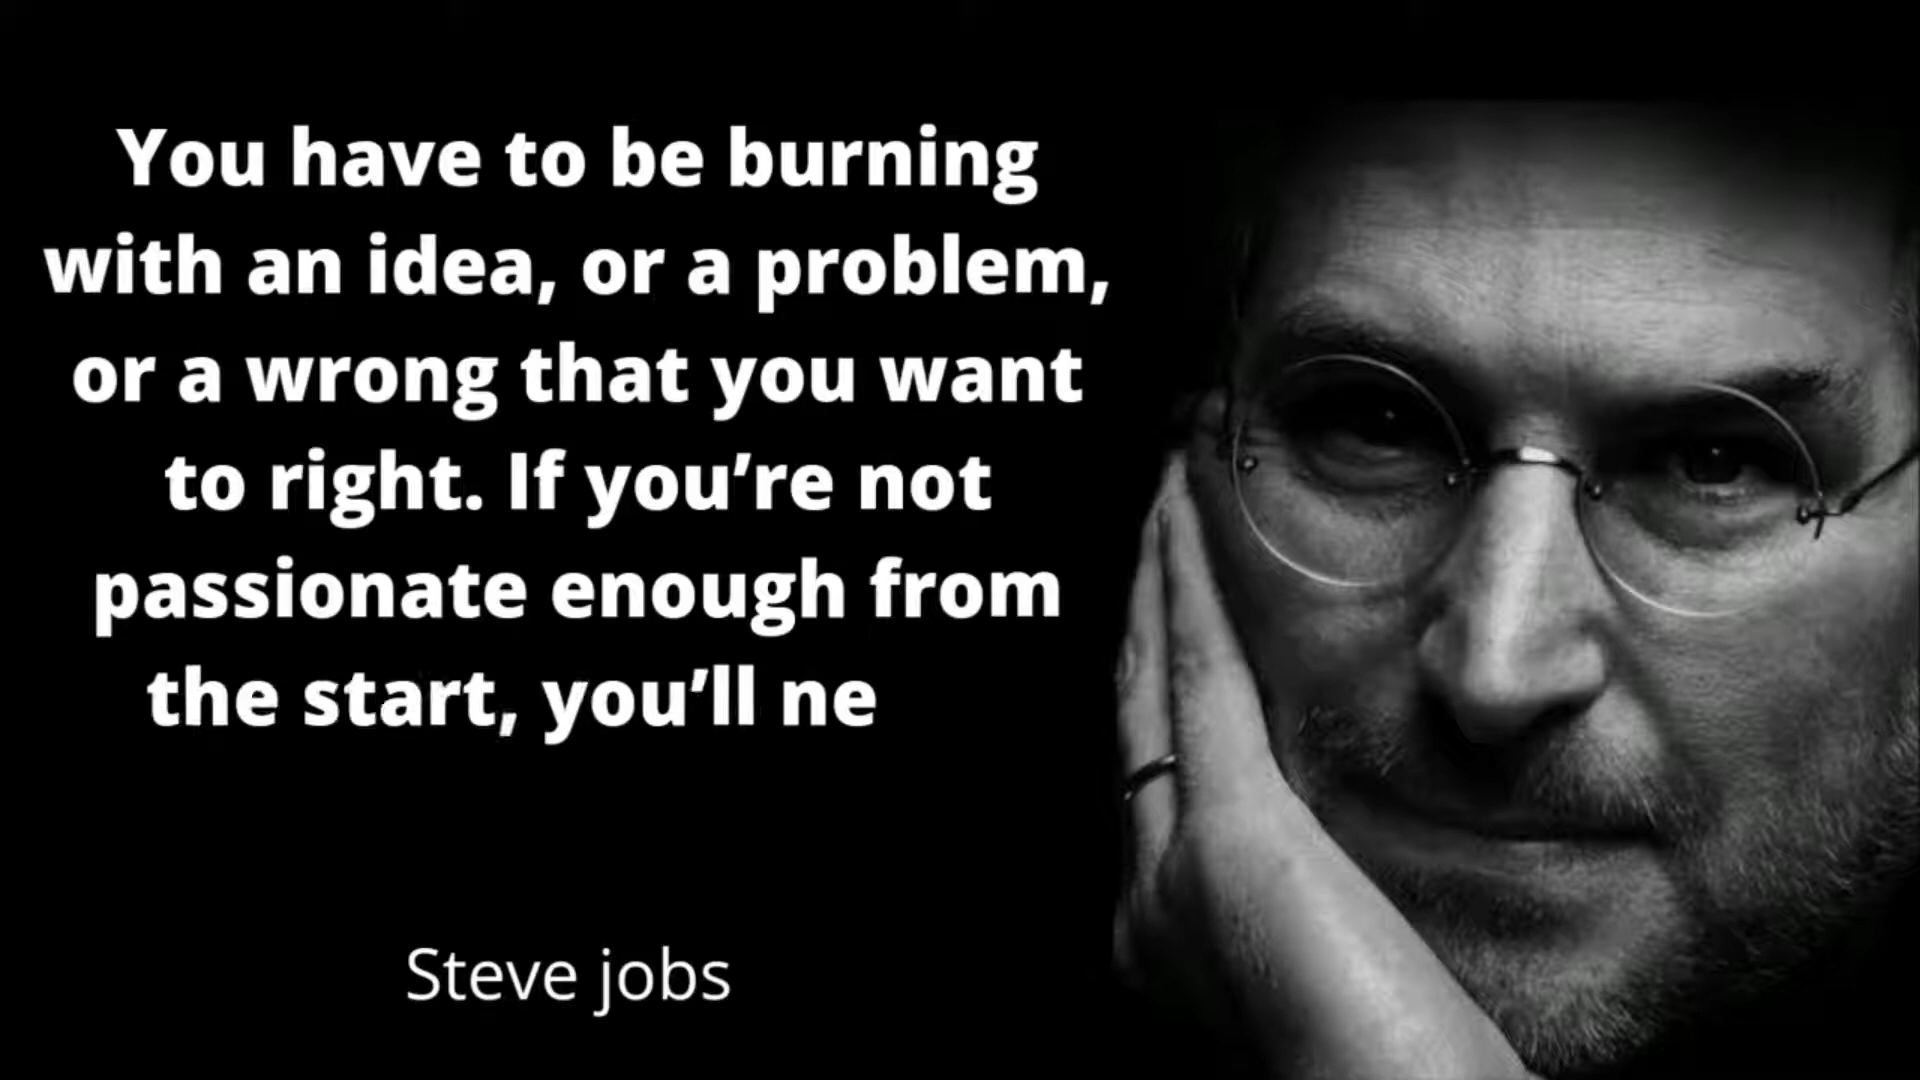 You have to be burning
with an idea, or a problem,
or a wrong that you want
to right. If you’re not
passionate enough from
the start, you’ll ne
Steve jobs